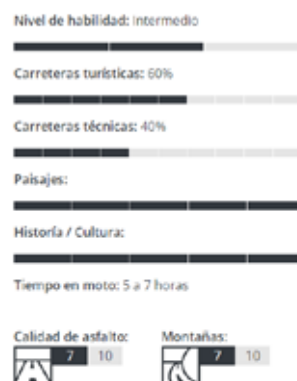 Nivel de habilidad: Intermedio
Carreteras turísticas: 60%
Carreteras técnicas: 40%
Paisajes:
Historía / Cultura:
Tiempo en moto: 5 a 7 horas
Calidad de asfalto: Montañas:
7 10 7 10